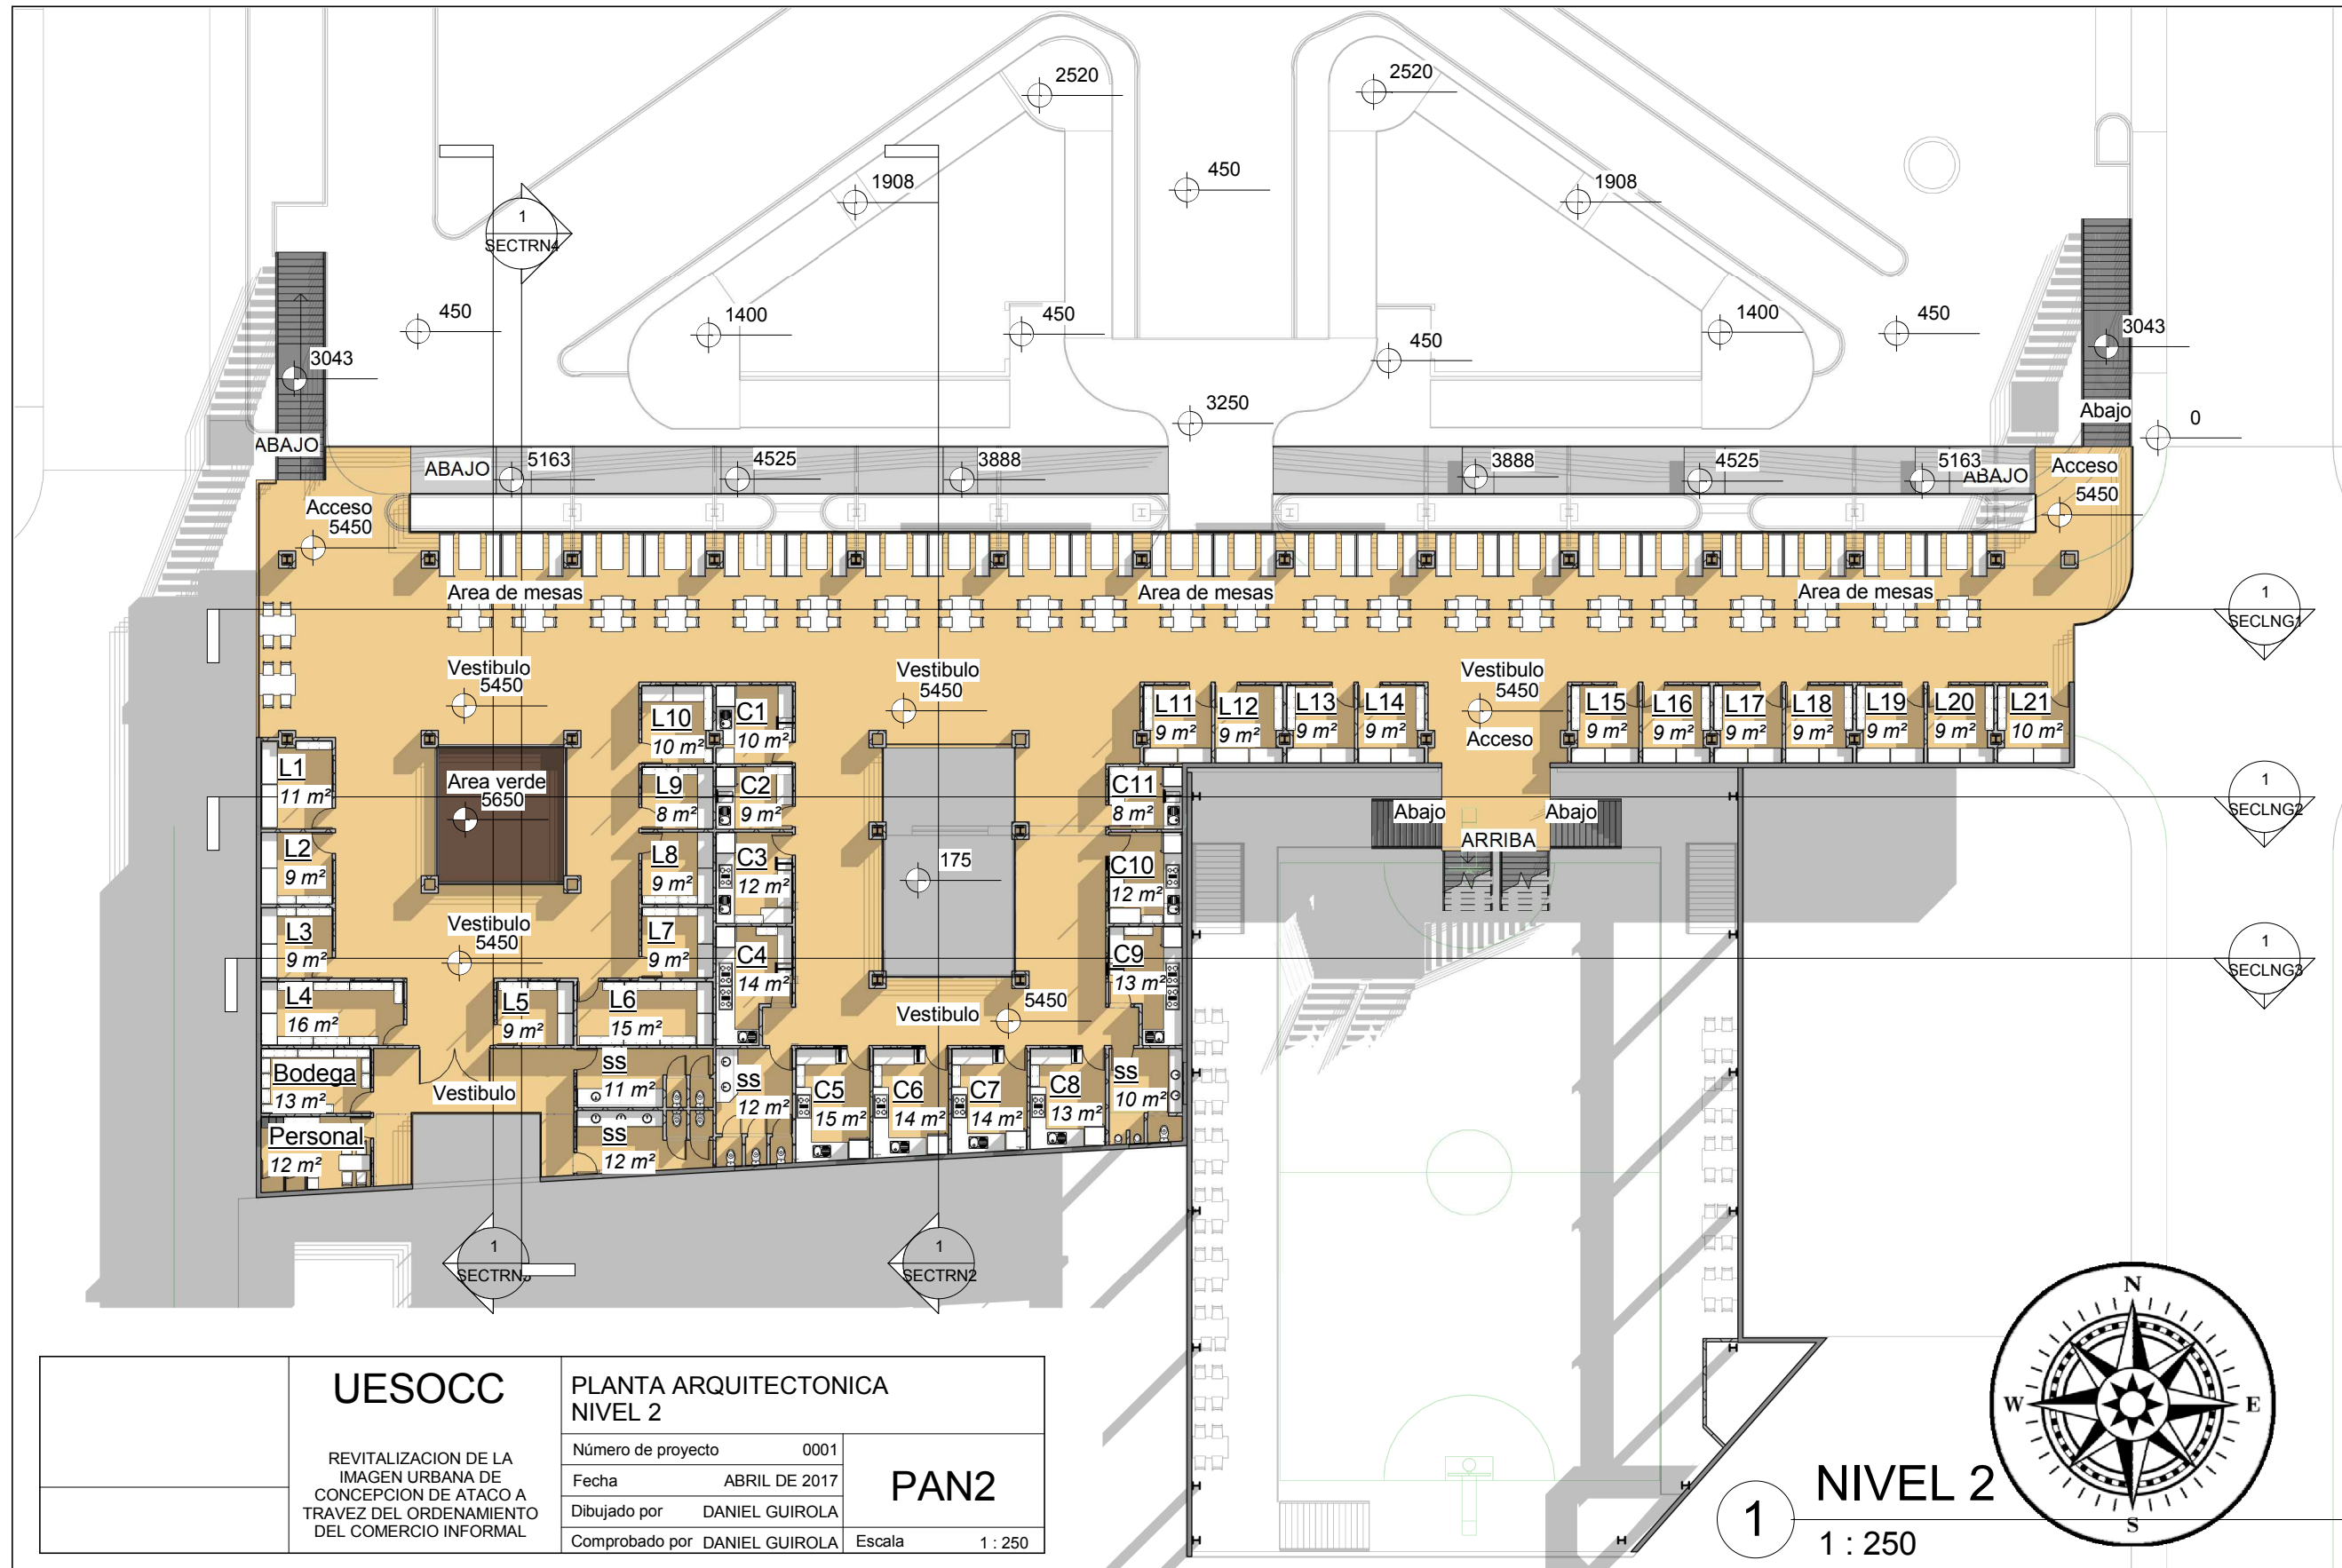 2520
2520
1908
450
1908
1
SECTRN4
450
1400
450
450
1400
450
3043
3043
3250
Abajo
0
ABAJO
ABAJO
5163
4525
3888
3888
4525
5163
ABAJO
Acceso
5450
Acceso
5450
Area de mesas
Area de mesas
Area de mesas
1
SECLNG1
Vestibulo
5450
Vestibulo
5450
Vestibulo
5450
Acceso
L10
10 m²
C1
10 m²
L11
9 m²
L12
9 m²
L13
9 m²
L14
9 m²
L15
9 m²
L16
9 m²
L17
9 m²
L18
9 m²
L19
9 m²
L20
9 m²
L21
10 m²
L1
11 m²
Area verde
5650
L9
8 m²
C2
9 m²
C11
8 m²
Abajo
Abajo
ARRIBA
1
SECLNG2
L2
9 m²
L8
9 m²
C3
12 m²
175
C10
12 m²
L3
9 m²
Vestibulo
5450
L7
9 m²
C4
14 m²
C9
13 m²
1
SECLNG3
L4
16 m²
L5
9 m²
L6
15 m²
Vestibulo
5450
Bodega
13 m²
Vestibulo
ss
11 m²
ss
12 m²
C5
15 m²
C6
14 m²
C7
14 m²
C8
13 m²
ss
10 m²
Personal
12 m²
ss
12 m²
1
SECTRN3
1
SECTRN2
N
W
E
S
UESOCC
REVITALIZACION DE LA
IMAGEN URBANA DE
CONCEPCION DE ATACO A
TRAVEZ DEL ORDENAMIENTO
DEL COMERCIO INFORMAL
PLANTA ARQUITECTONICA
NIVEL 2
Número de proyecto 0001
Fecha ABRIL DE 2017
Dibujado por DANIEL GUIROLA
Comprobado por DANIEL GUIROLA
PAN2
Escala 1 : 250
1
NIVEL 2
1 : 250